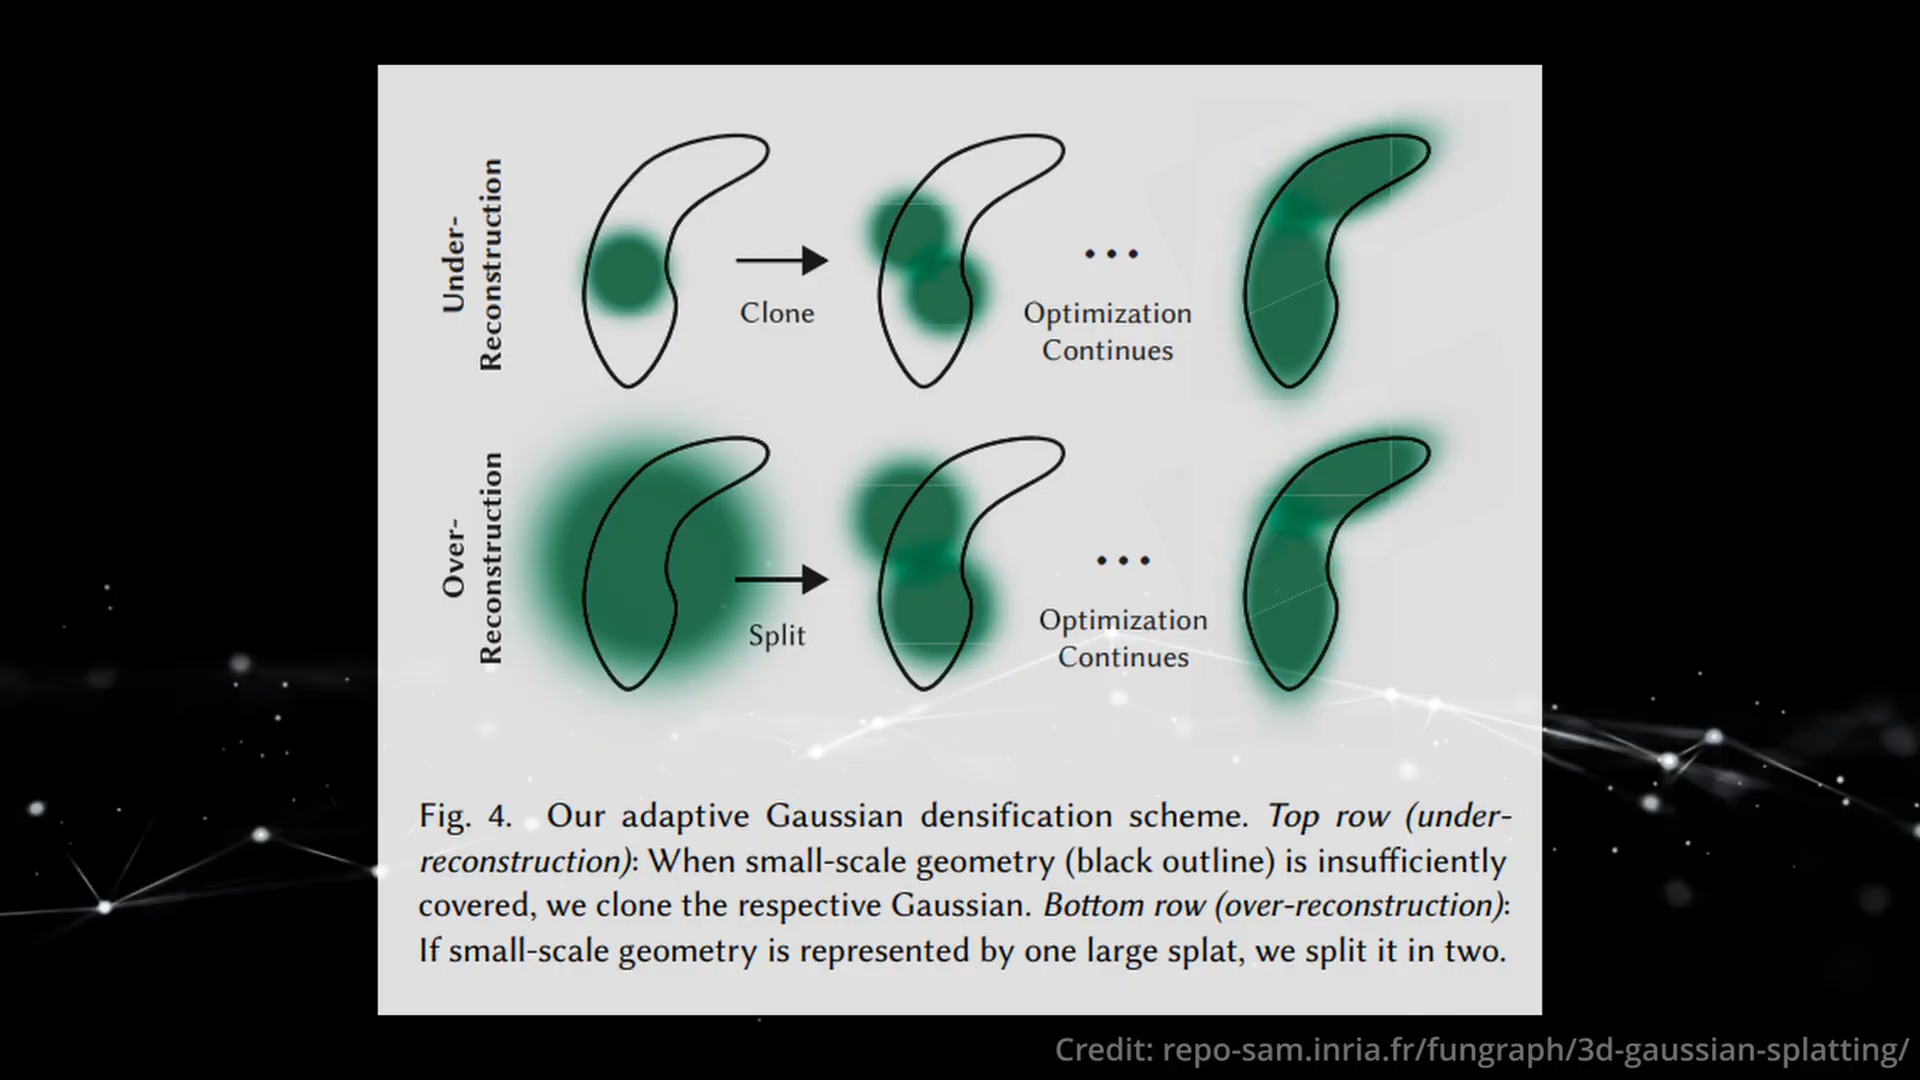 Under-
Reconstruction
Clone
• • •
Optimization
Continues
Over-
Reconstruction
Split
• • •
Optimization
Continues
Fig. 4. Our adaptive Gaussian densification scheme. Top row (under-
reconstruction): When small-scale geometry (black outline) is insufficiently
covered, we clone the respective Gaussian. Bottom row (over-reconstruction):
If small-scale geometry is represented by one large splat, we split it in two.
Credit: repo-sam.inria.fr/fungraph/3d-gaussian-splatting/